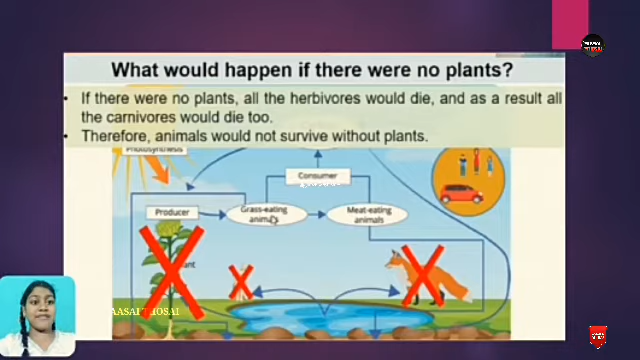 What would happen if there were no plants?
• If there were no plants, all the herbivores would die, and as a result all
the carnivores would die too.
• Therefore, animals would not survive without plants.
Photosynthesis
Consumer
Producer
Grass-eating
animals
Meat-eating
animals
AASAI THOSAI